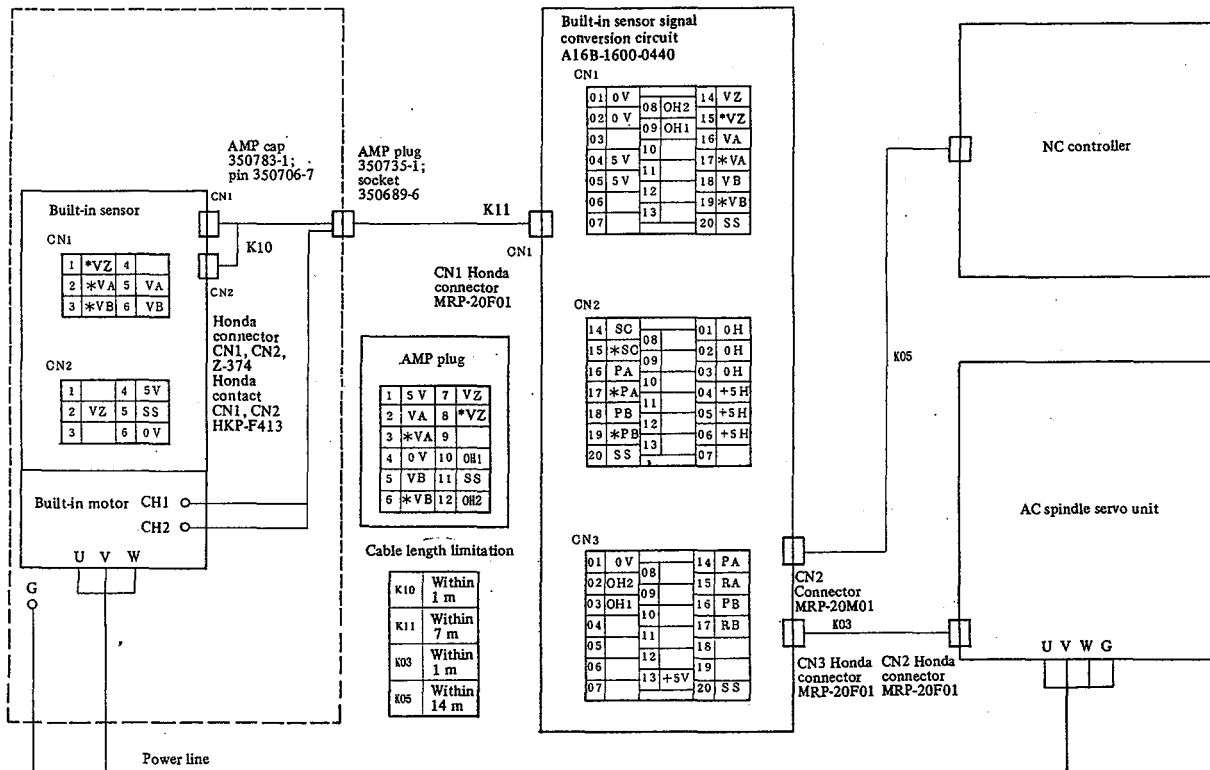 Built-in sensor signal
conversion circuit
A16B-1600-0440
CN1
01 0V 08 OH2 14 VZ
02 0V 09 OH1 15 *VZ
03 10 16 VA
04 5V 11 17 *VA
05 5V 12 18 VB
06 13 19 *VB
07 20 SS
CN2
14 SC 08 01 0H
15 *SC 09 02 0H
16 PA 10 03 0H
17 *PA 11 04 +5H
18 PB 12 05 +5H
19 *PB 13 06 +5H
20 SS 07
CN3
01 0V 08 14 PA
02 OH2 09 15 RA
03 OH1 10 16 PB
04 11 17 RB
05 12 18
06 13 +5V 19
07 20 SS
AMP cap
350783-1;
pin 350706-7
AMP plug
350735-1;
socket
350689-6
Built-in sensor
CN1
K10
CN2
CN1
1 *VZ 4
2 *VA 5 VA
3 *VB 6 VB
CN2
1 4 5V
2 VZ 5 SS
3 6 0V
Honda
connector
CN1, CN2,
Z-374
Honda
contact
CN1, CN2
HKP-F413
Built-in motor
CH1
CH2
U V W
G
Power line
K11
CN1
CN1 Honda
connector
MRP-20F01
AMP plug
1 5V 7 VZ
2 VA 8 *VZ
3 *VA 9
4 0V 10 OH1
5 VB 11 SS
6 *VB 12 OH2
Cable length limitation
K10 Within 1 m
K11 Within 7 m
K03 Within 1 m
K05 Within 14 m
NC controller
K05
AC spindle servo unit
U V W G
CN2
Connector
MRP-20M01
K03
CN3 Honda
connector
MRP-20F01
CN2 Honda
connector
MRP-20F01